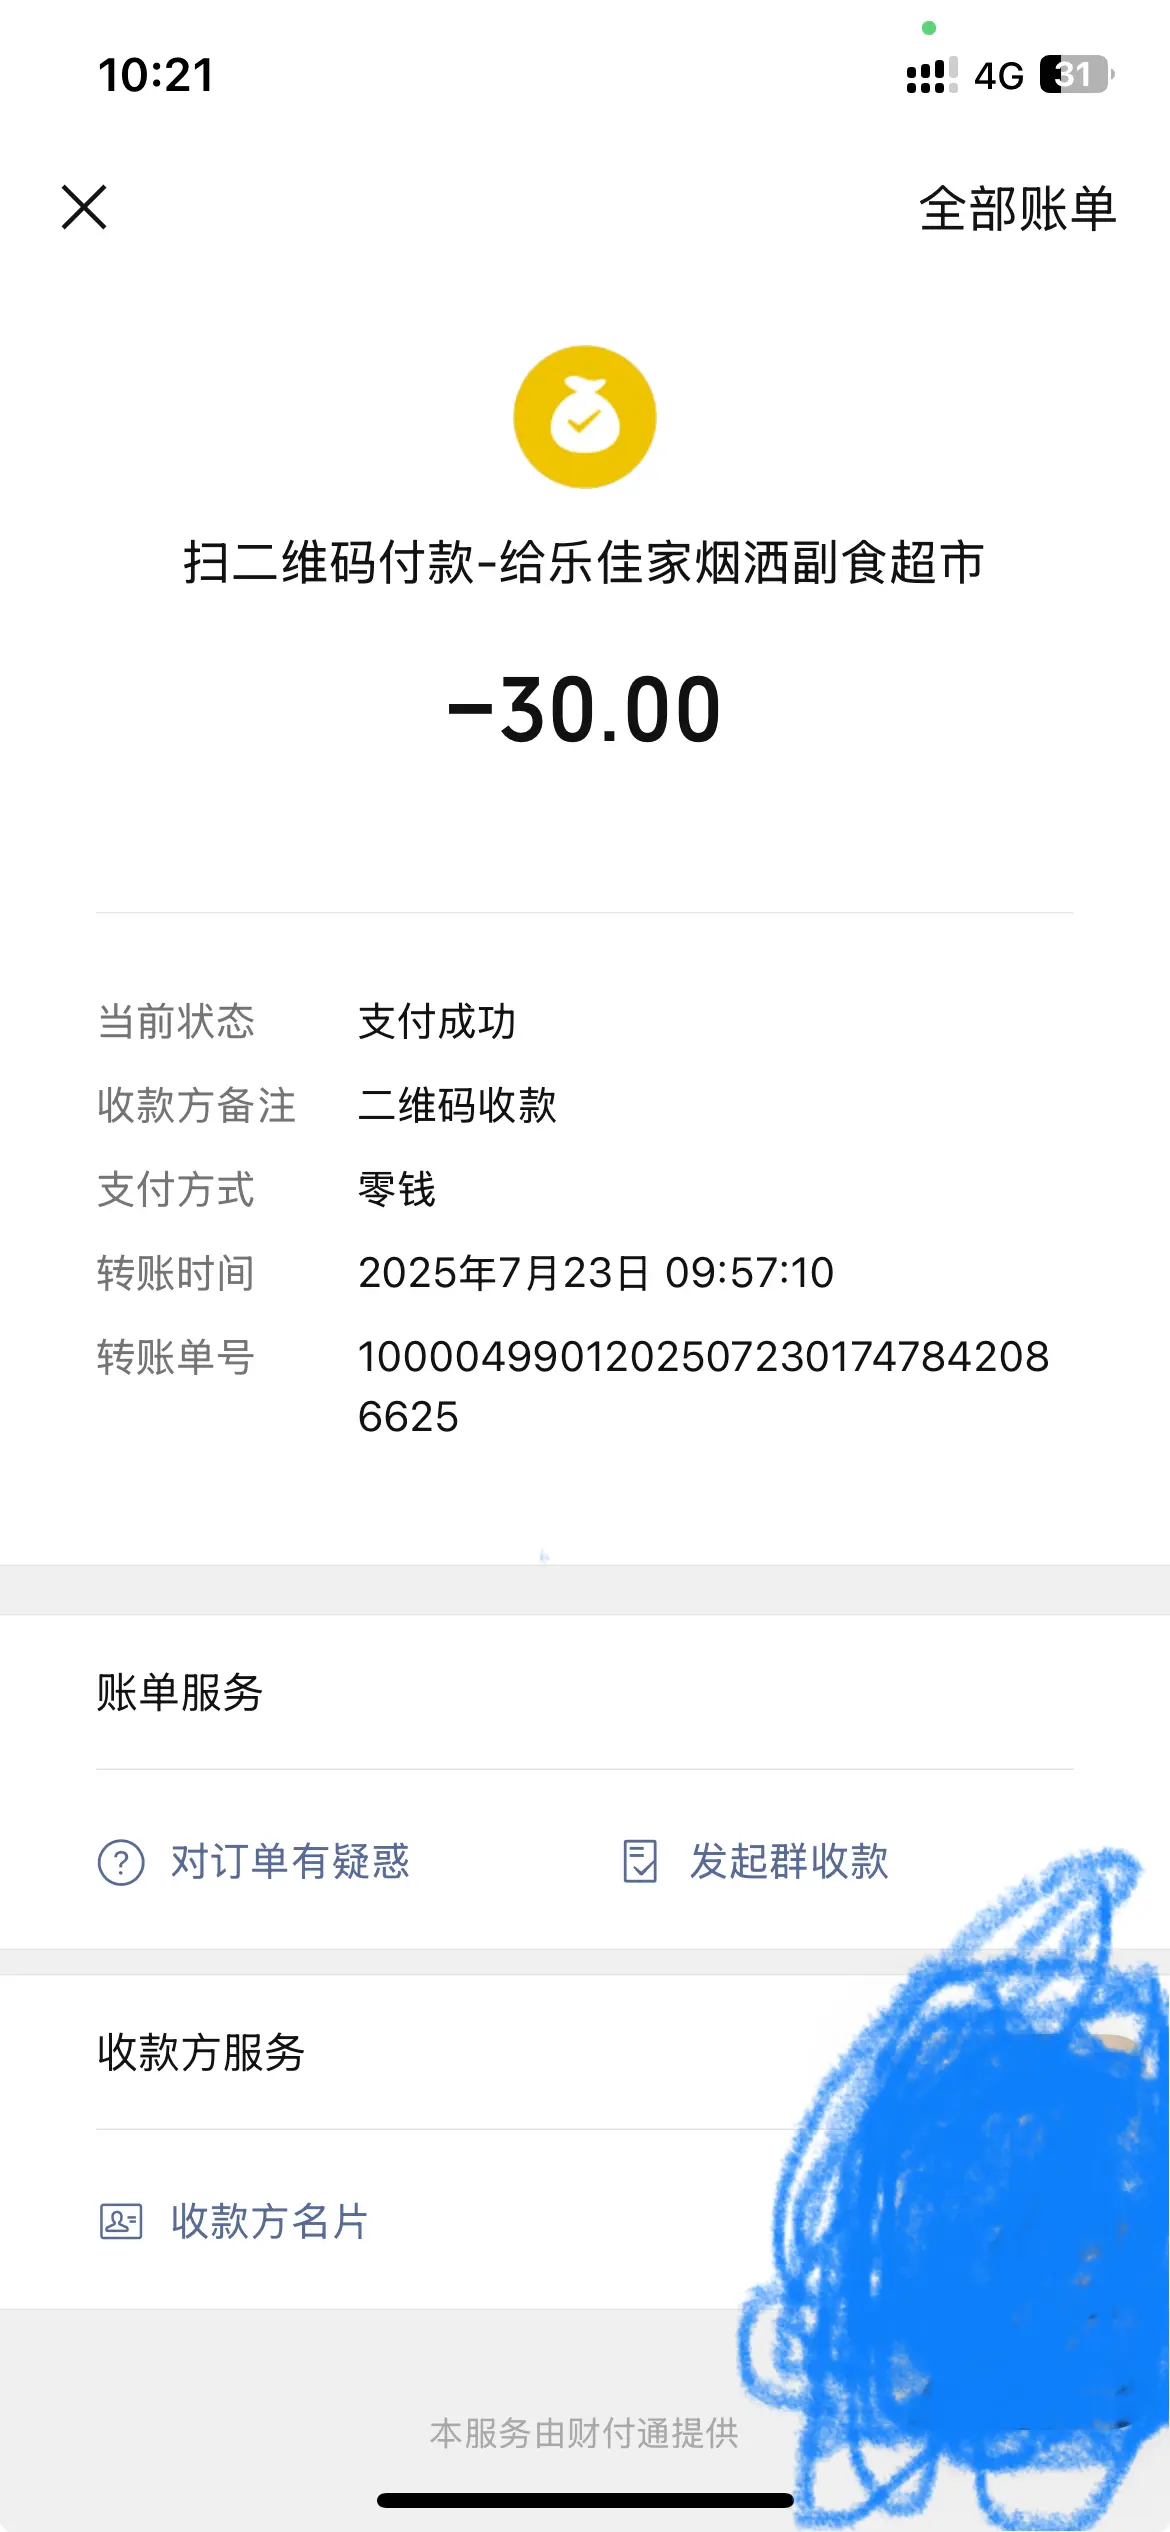 10:21
4G 31
全部账单
扫二维码付款-给乐佳家烟洒副食超市
-30.00
当前状态 支付成功
收款方备注 二维码收款
支付方式 零钱
转账时间 2025年7月23日 09:57:10
转账单号 1000049901202507230174784208
6625
账单服务
对订单有疑惑 发起群收款
收款方服务
收款方名片
本服务由财付通提供